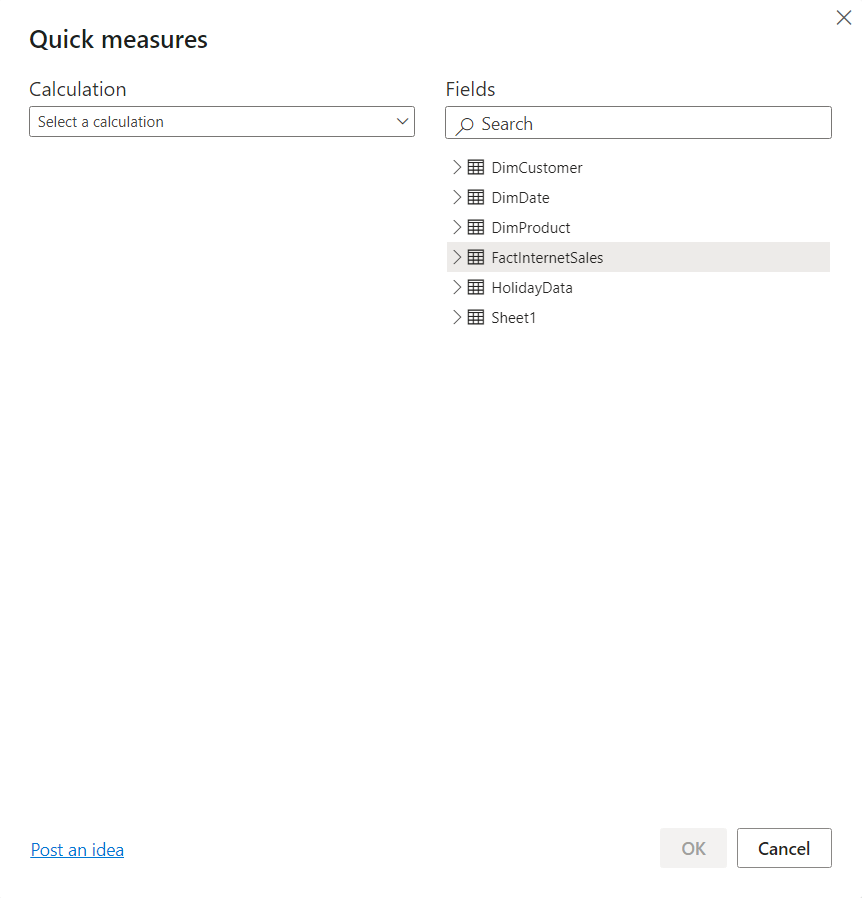 Quick measures
Calculation
Select a calculation
Fields
Search
DimCustomer
DimDate
DimProduct
FactInternetSales
HolidayData
Sheet1
Post an idea
OK
Cancel